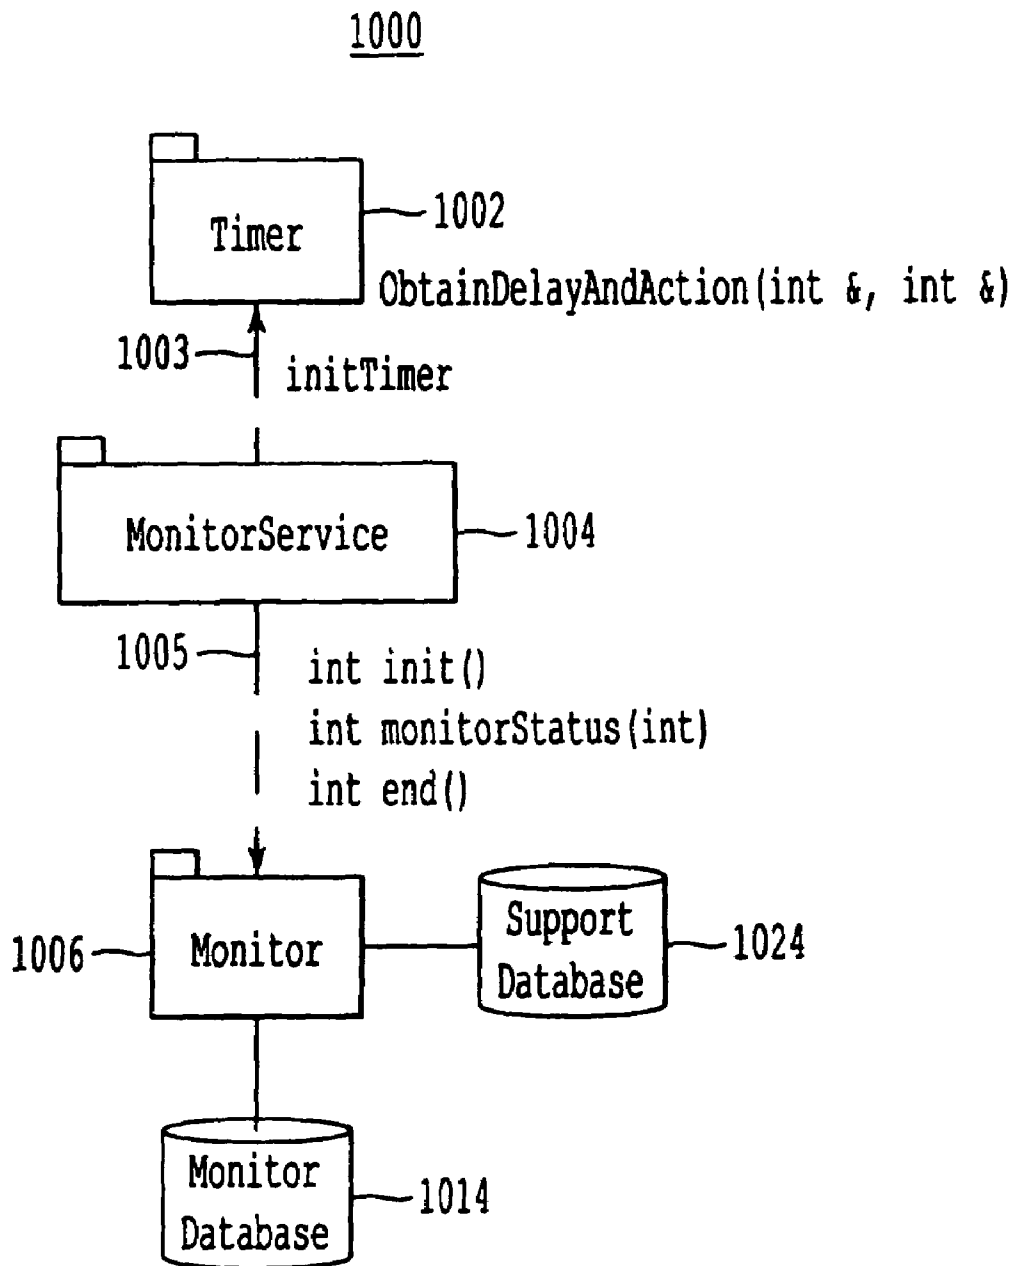 1000
Timer
1002
ObtainDelayAndAction(int &, int &)
1003
initTimer
MonitorService
1004
1005
int init()
int monitorStatus(int)
int end()
1006
Monitor
Support
Database
1024
Monitor
Database
1014